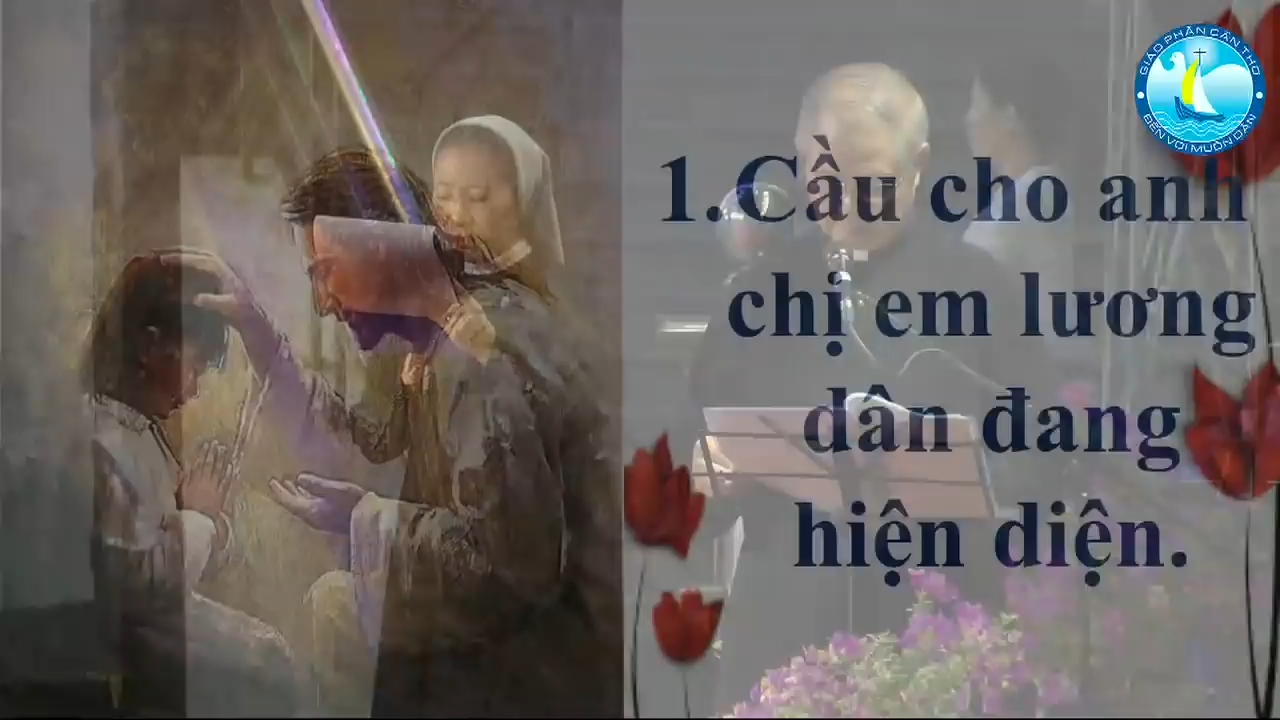 GIÁO PHẬN CẦN THƠ
ĐẾN VỚI MUÔN DÂN
1. Cầu cho anh
chị em lương
dân đang
hiện diện.